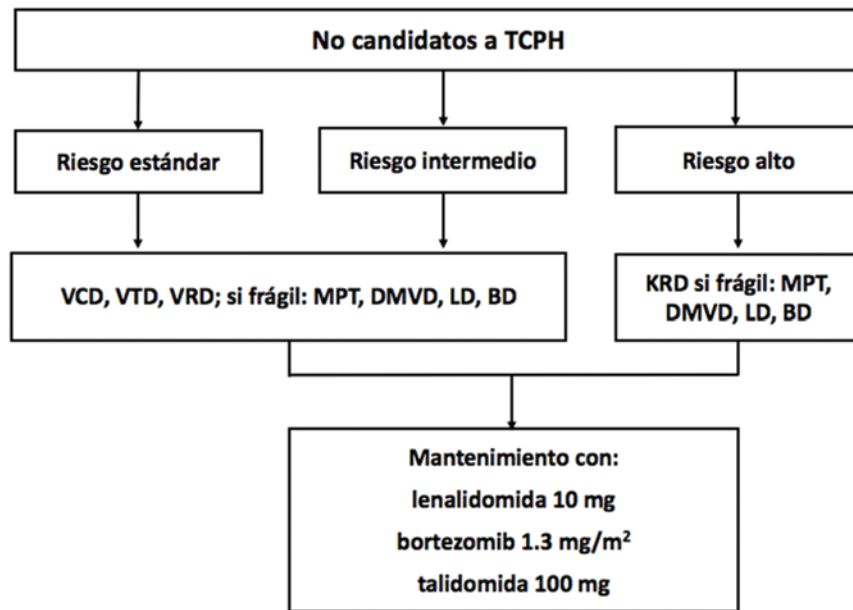 No candidatos a TCPH
Riesgo estándar
Riesgo intermedio
Riesgo alto
VCD, VTD, VRD; si frágil: MPT, DMVD, LD, BD
KRD si frágil: MPT,
DMVD, LD, BD
Mantenimiento con:
lenalidomida 10 mg
bortezomib 1.3 mg/m²
talidomida 100 mg